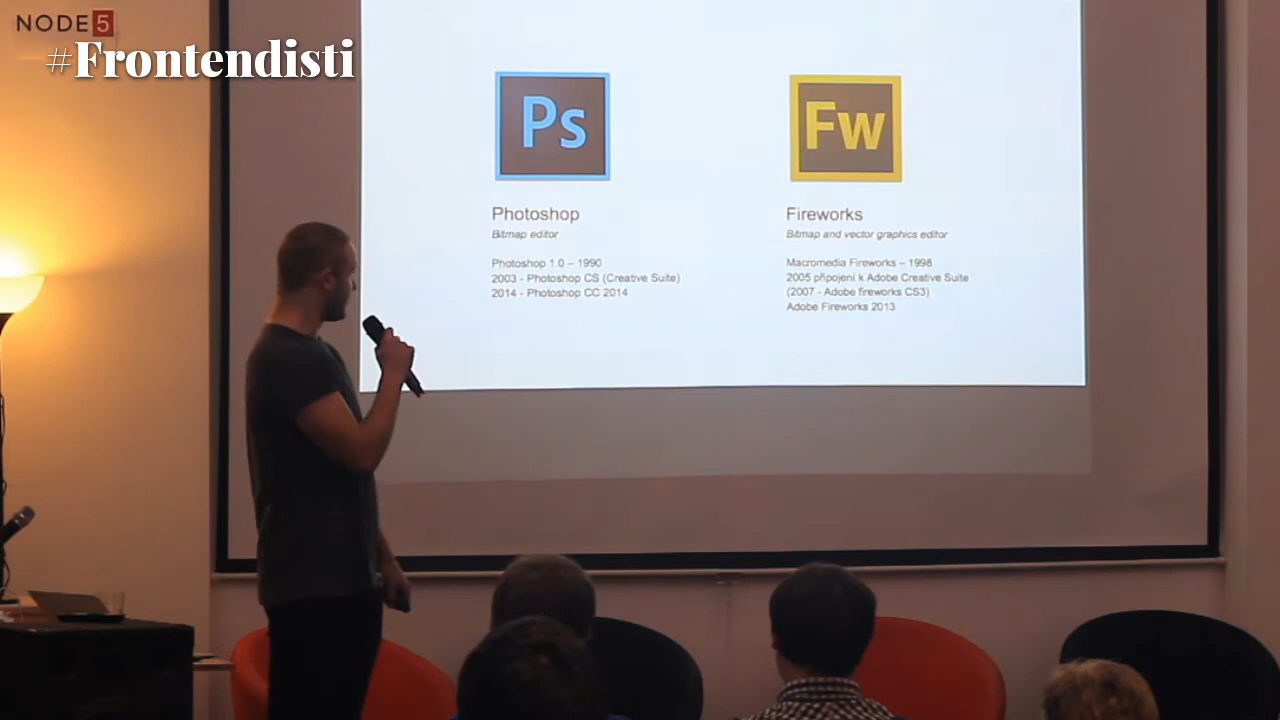 NODE5
#Frontendisti
Ps
Photoshop
Bitmap editor
Photoshop 1.0 – 1990
2003 - Photoshop CS (Creative Suite)
2014 - Photoshop CC 2014
Fw
Fireworks
Bitmap and vector graphics editor
Macromedia Fireworks – 1998
2005 připojení k Adobe Creative Suite
(2007 - Adobe fireworks CS3)
Adobe Fireworks 2013